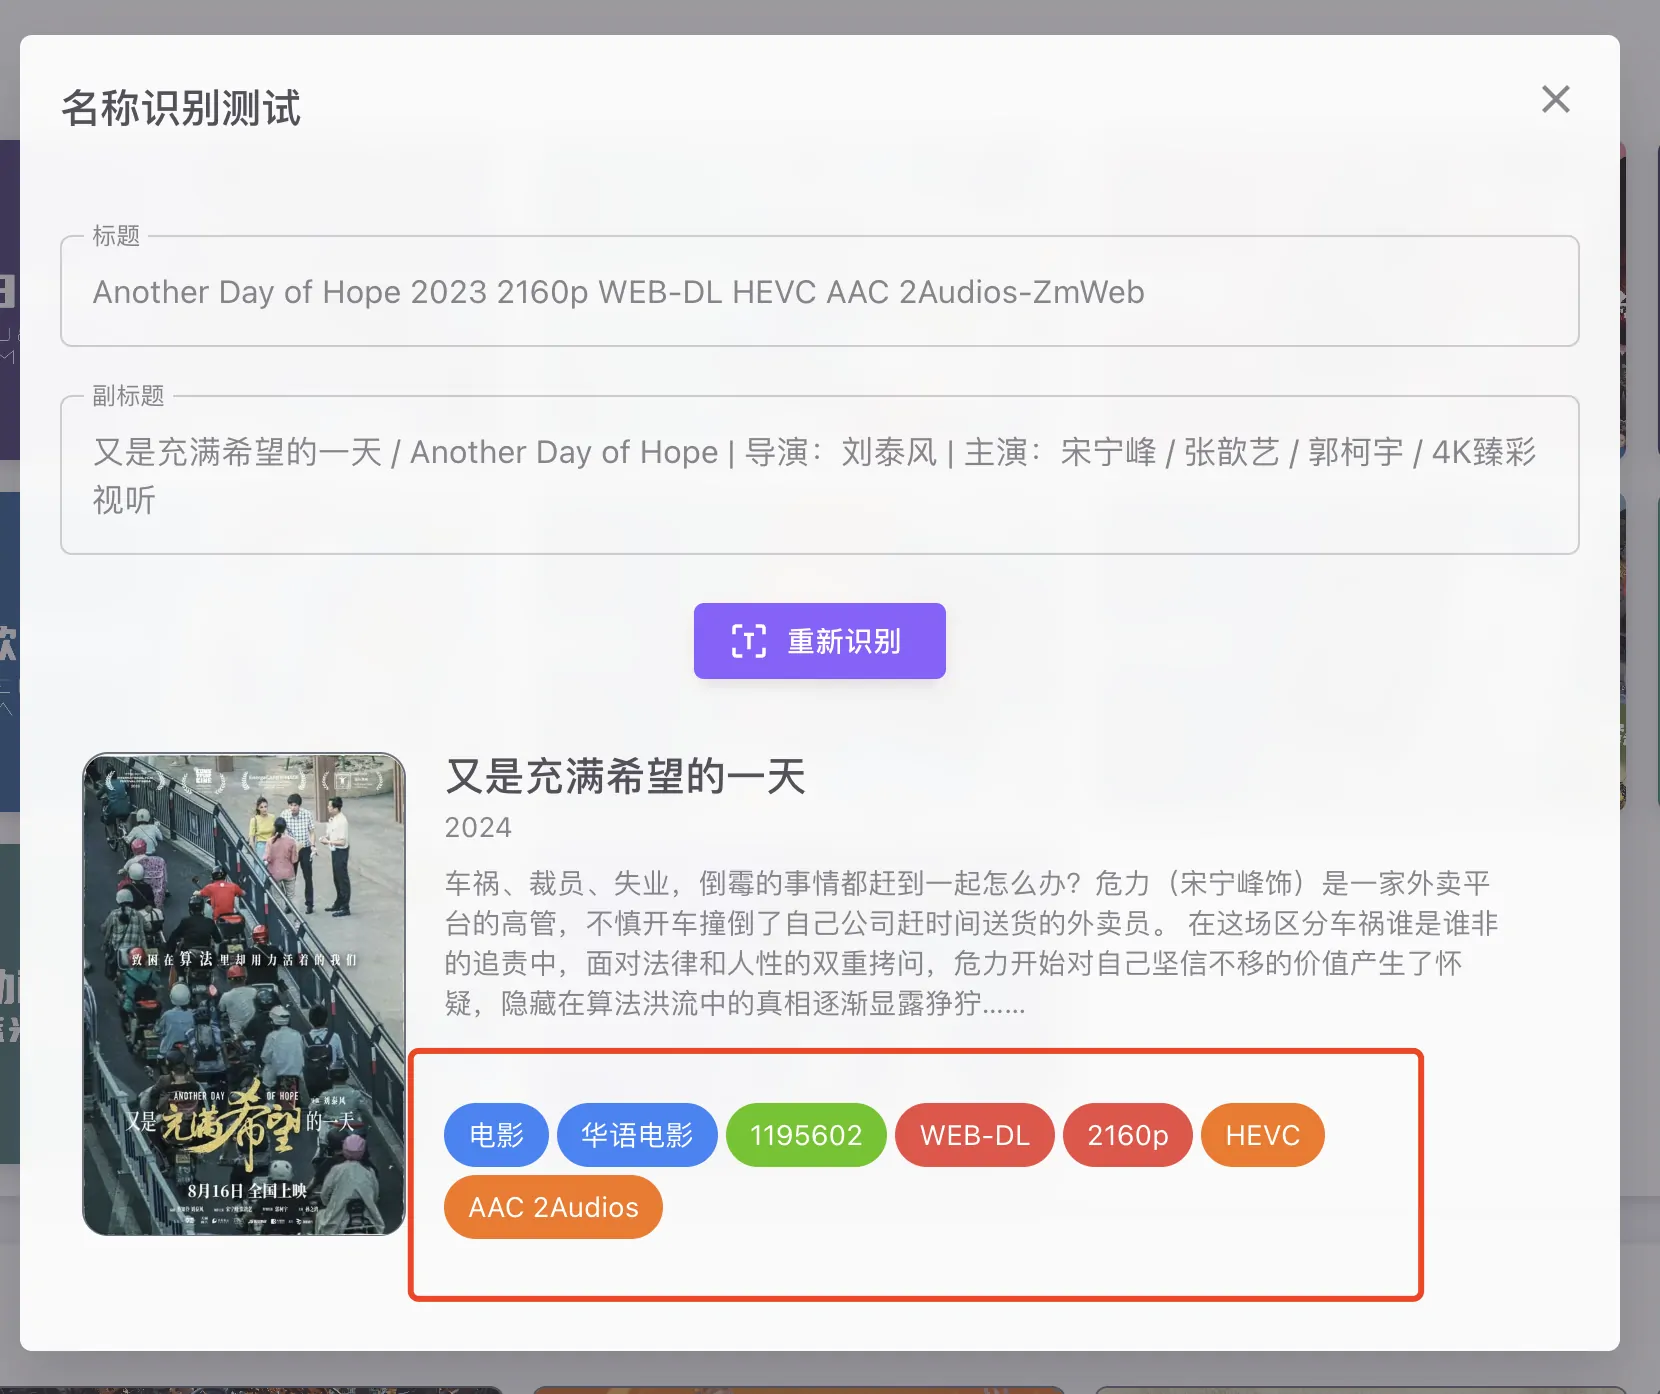 名称识别测试
标题
Another Day of Hope 2023 2160p WEB-DL HEVC AAC 2Audios-ZmWeb
副标题
又是充满希望的一天 / Another Day of Hope | 导演：刘泰风 | 主演：宋宁峰 / 张歆艺 / 郭柯宇 / 4K臻彩
视听
重新识别
又是充满希望的一天
2024
车祸、裁员、失业，倒霉的事情都赶到一起怎么办？危力（宋宁峰饰）是一家外卖平
台的高管，不慎开车撞倒了自己公司赶时间送货的外卖员。 在这场区分车祸谁是谁非
的追责中，面对法律和人性的双重拷问，危力开始对自己坚信不移的价值产生了怀
疑，隐藏在算法洪流中的真相逐渐显露狰狞……
致困在算法里却用力活着的我们
ANOTHER DAY OF HOPE
又是充满希望的一天
8月16日 全国上映
电影
华语电影
1195602
WEB-DL
2160p
HEVC
AAC 2Audios